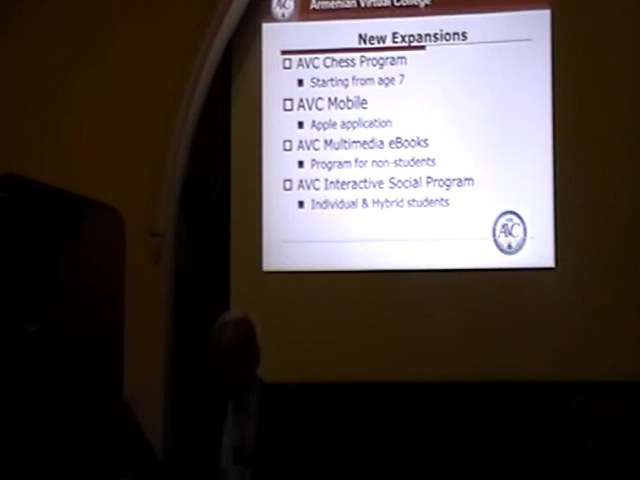 Armenian Virtual College
New Expansions
AVC Chess Program
Starting from age 7
AVC Mobile
Apple application
AVC Multimedia eBooks
Program for non-students
AVC Interactive Social Program
Individual & Hybrid students
AVC